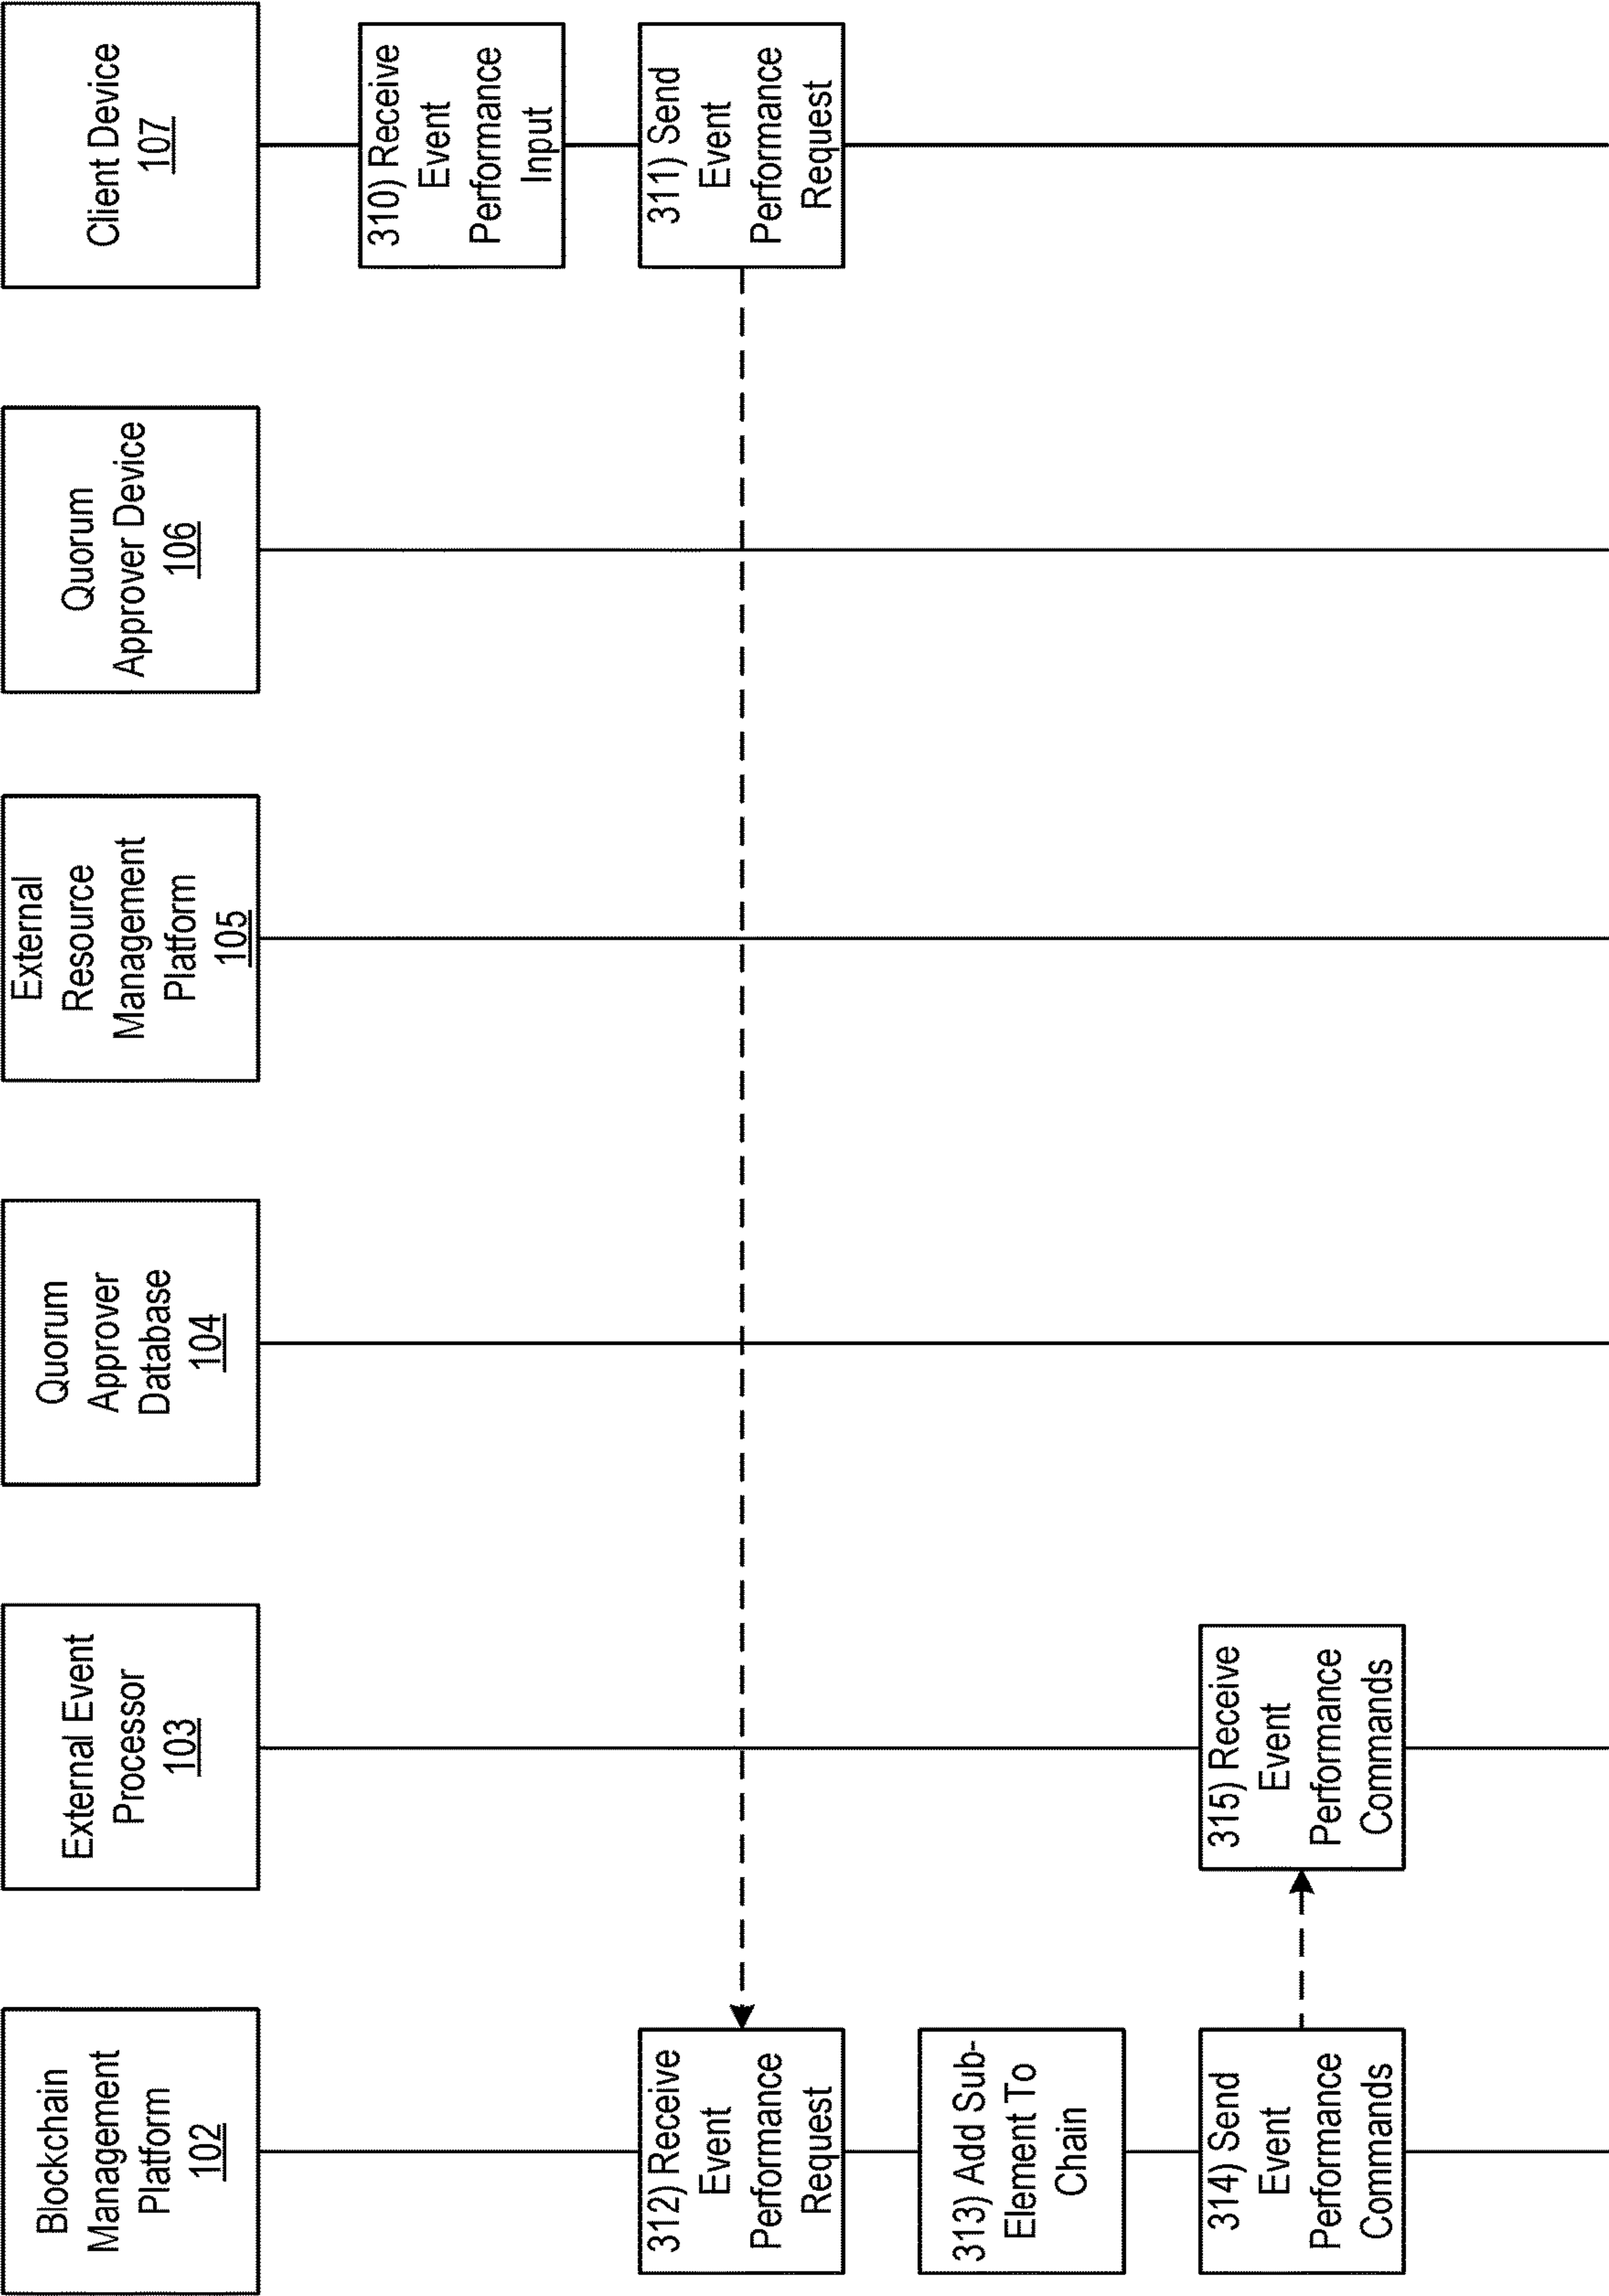 Blockchain
Management
Platform
102
External Event
Processor
103
Quorum
Approver
Database
104
External
Resource
Management
Platform
105
Quorum
Approver Device
106
Client Device
107
310) Receive
Event
Performance
Input
312) Receive
Event
Performance
Request
311) Send
Event
Performance
Request
313) Add Sub-
Element To
Chain
314) Send
Event
Performance
Commands
315) Receive
Event
Performance
Commands